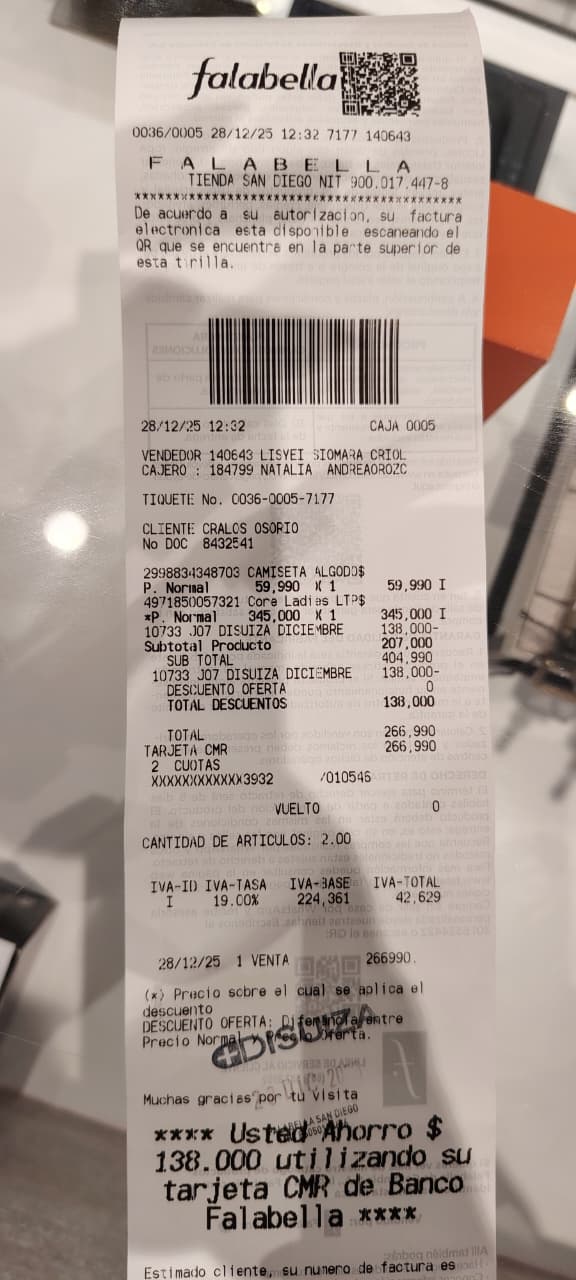 falabella
0036/0005 28/12/25 12:32 7177 140643
F A L A B E L L A
TIENDA SAN DIEGO NIT 900.017.447-8
******************************************
De acuerdo a su autorizacion, su factura
electronica esta disponible escaneando el
QR que se encuentra en la parte superior de
esta tirilla.
28/12/25 12:32 CAJA 0005
VENDEDOR 140643 LISYEI SIOMARA CRIOL
CAJERO : 184799 NATALIA ANDREAOROZC
TIQUETE No. 0036-0005-7177
CLIENTE CRALOS OSORIO
No DOC 8432541
2998834348703 CAMISETA ALGODO$
P. Normal 59,990 X 1 59,990 I
4971850057321 Core Ladies LTP$
*P. Normal 345,000 X 1 345,000 I
10733 J07 DISUIZA DICIEMBRE 138,000-
Subtotal Producto 207,000
SUB TOTAL 404,990
10733 J07 DISUIZA DICIEMBRE 138,000-
DESCUENTO OFERTA 0
TOTAL DESCUENTOS 138,000
TOTAL 266,990
TARJETA CMR 266,990
2 CUOTAS
XXXXXXXXXXXX3932 /010546
VUELTO 0
CANTIDAD DE ARTICULOS: 2.00
IVA-ID IVA-TASA IVA-BASE IVA-TOTAL
I 19.00% 224,361 42,629
28/12/25 1 VENTA 266990.
(*) Precio sobre el cual se aplica el
descuento
DESCUENTO OFERTA: Diferencia entre
Precio Normal y Precio Oferta.
DISUIZA
Muchas gracias por tu visita
FALABELLA SAN DIEGO
**** Usted Ahorro $
138.000 utilizando su
tarjeta CMR de Banco
Falabella ****
Estimado cliente, su numero de factura es